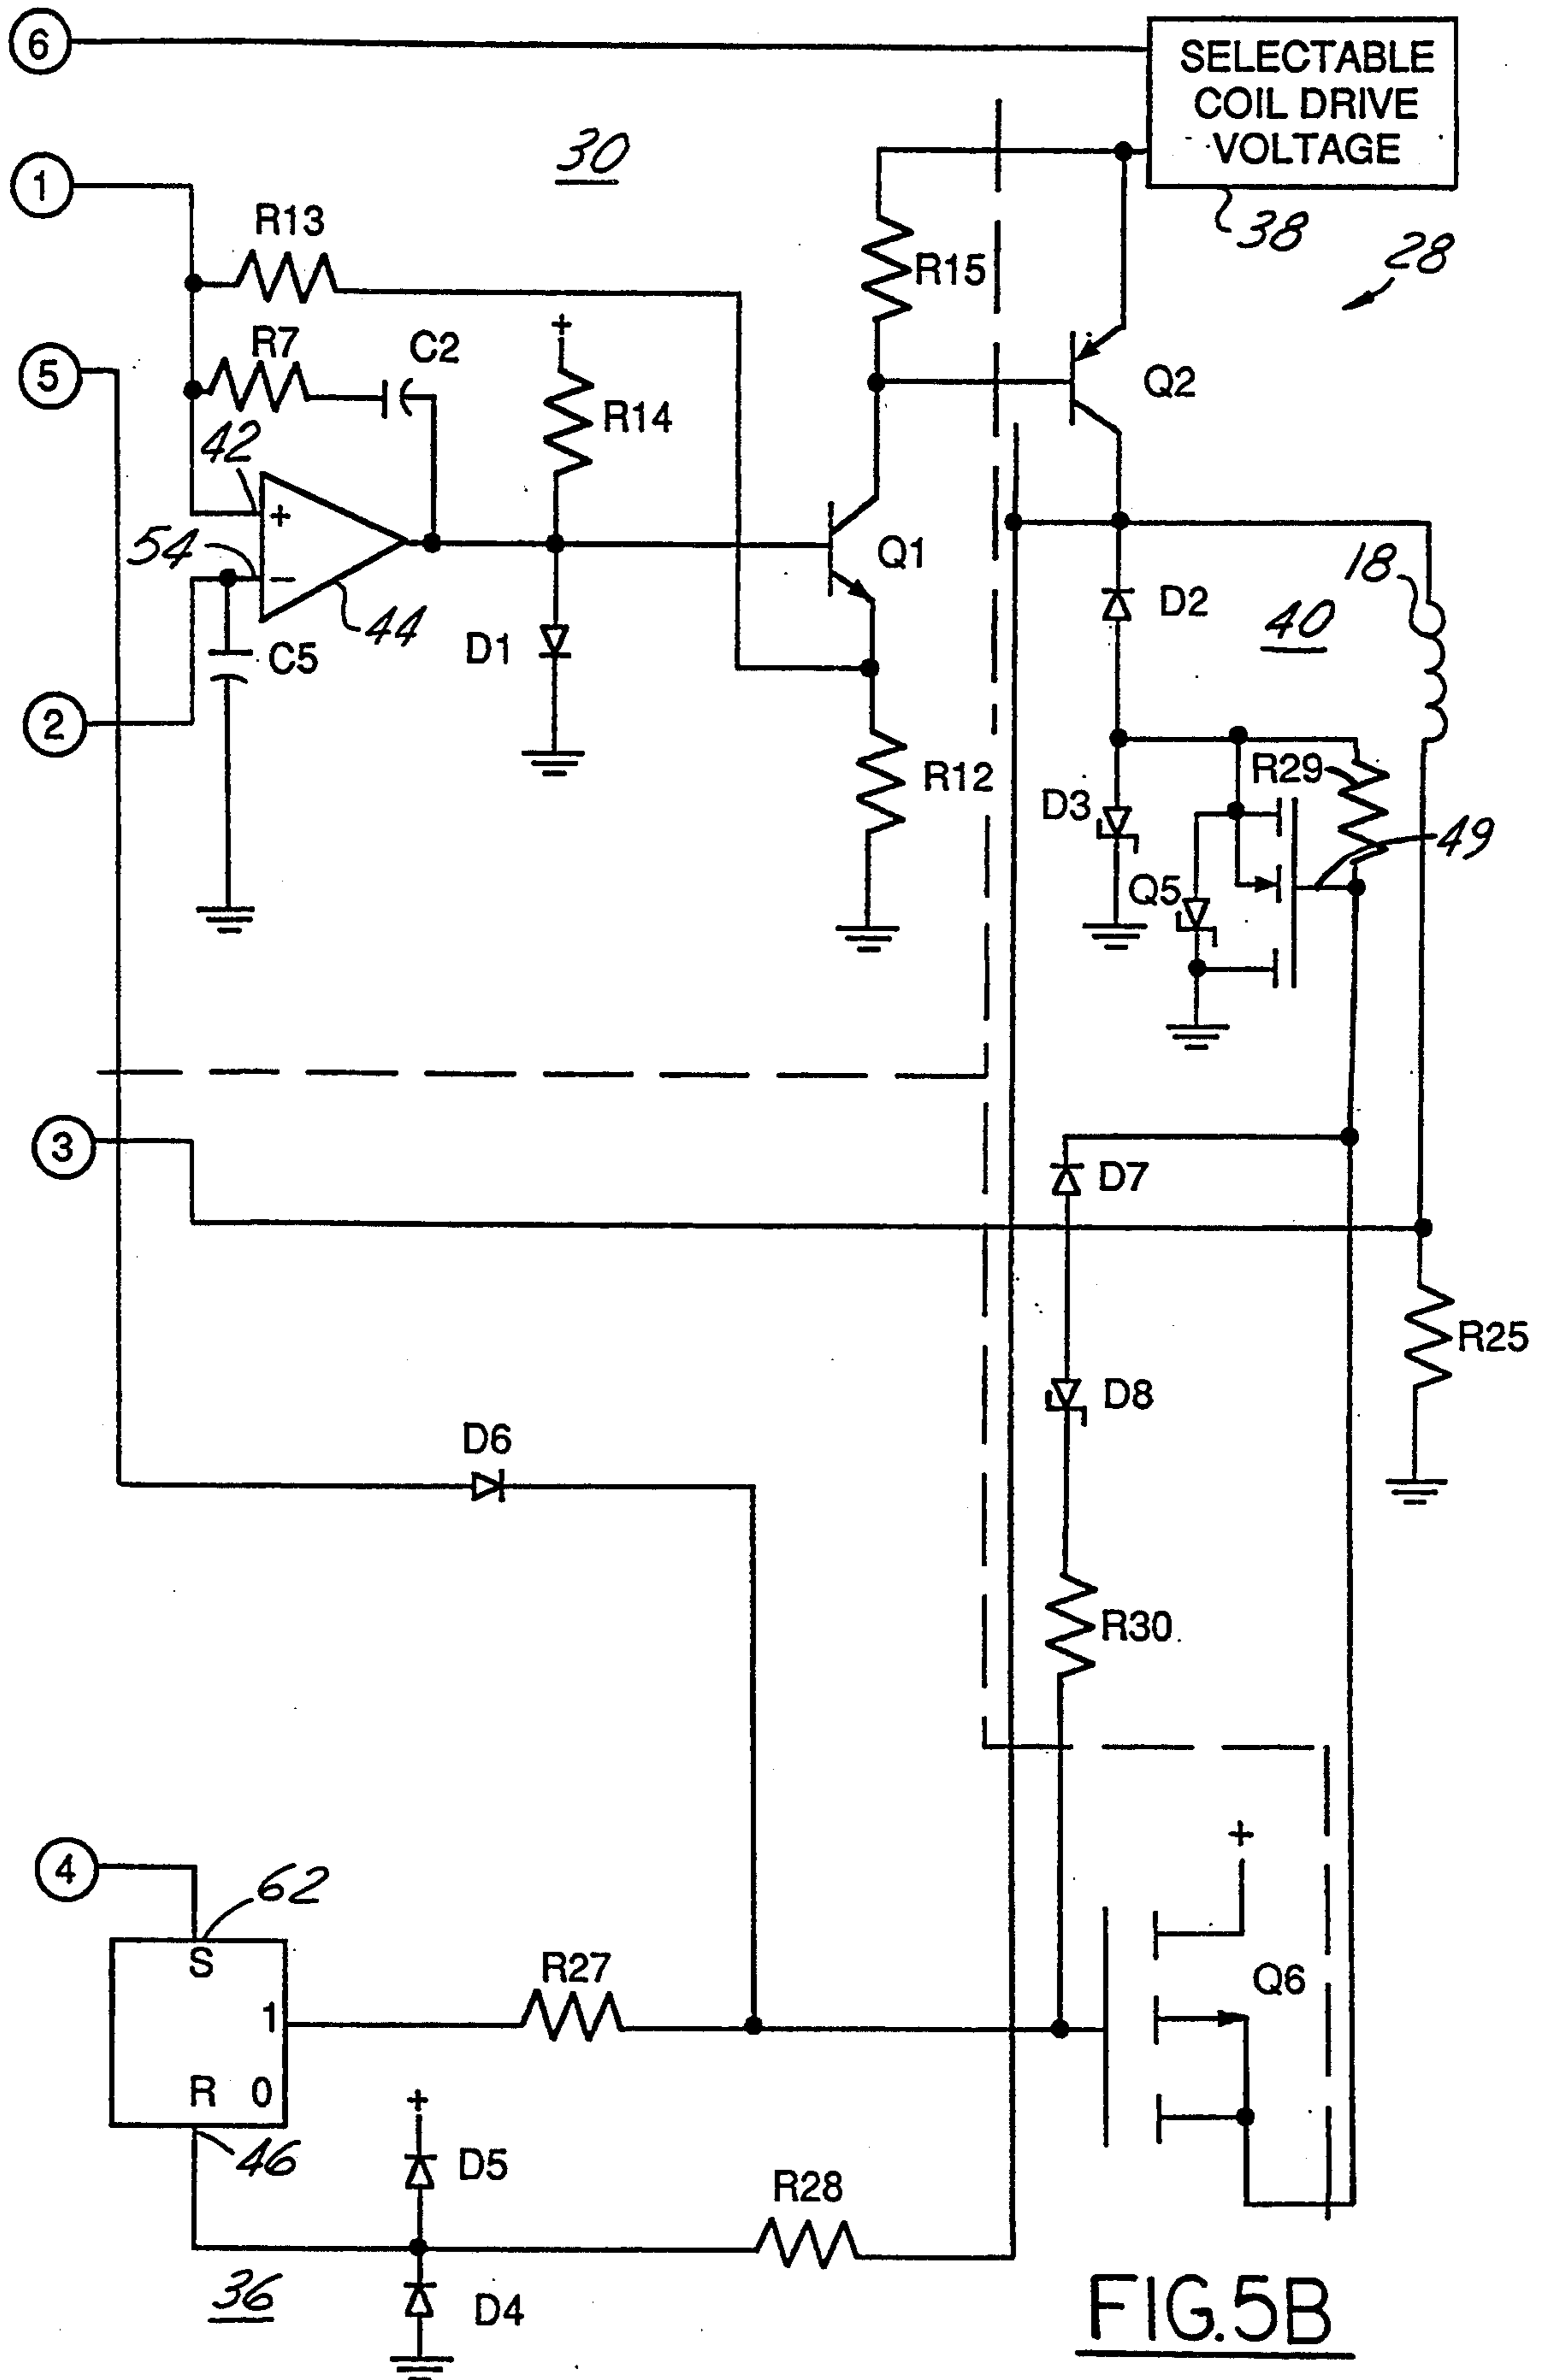 6
SELECTABLE
COIL DRIVE
VOLTAGE
38
28
30
1
R13
R15
5
R7
C2
+
R14
Q2
42
+
54
−
44
Q1
C5
D1
D2
40
18
2
R12
D3
R29
49
Q5
3
D7
D8
R25
D6
R30
4
62
S
1
R27
+
Q6
R 0
46
+
D5
R28
36
D4
FIG.5B